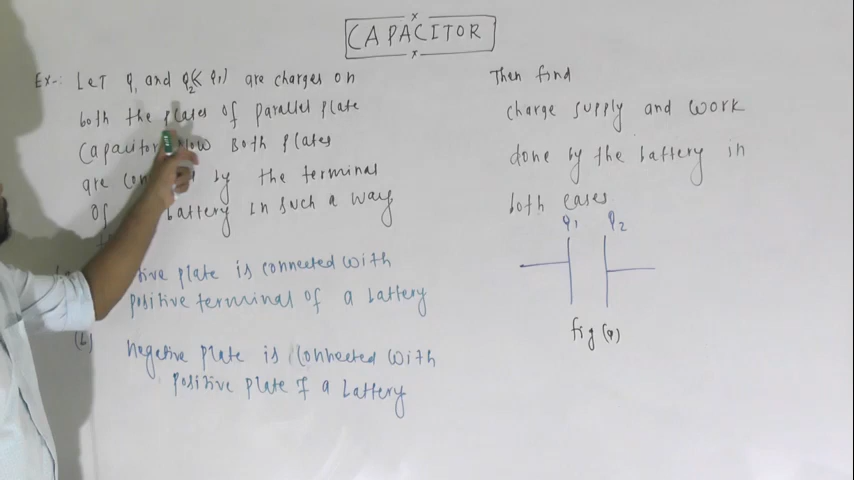 CAPACITOR
Ex-: Let q1 and q2(< q1) are charges on
both the plates of parallel plate
Capacitor Now Both plates
are by the terminal
of battery in such a way
tive plate is connected with
positive terminal of a battery
negative plate is connected with
positive plate of a battery
Then find
charge supply and work
done by the battery in
both cases
q1 q2
fig (a)